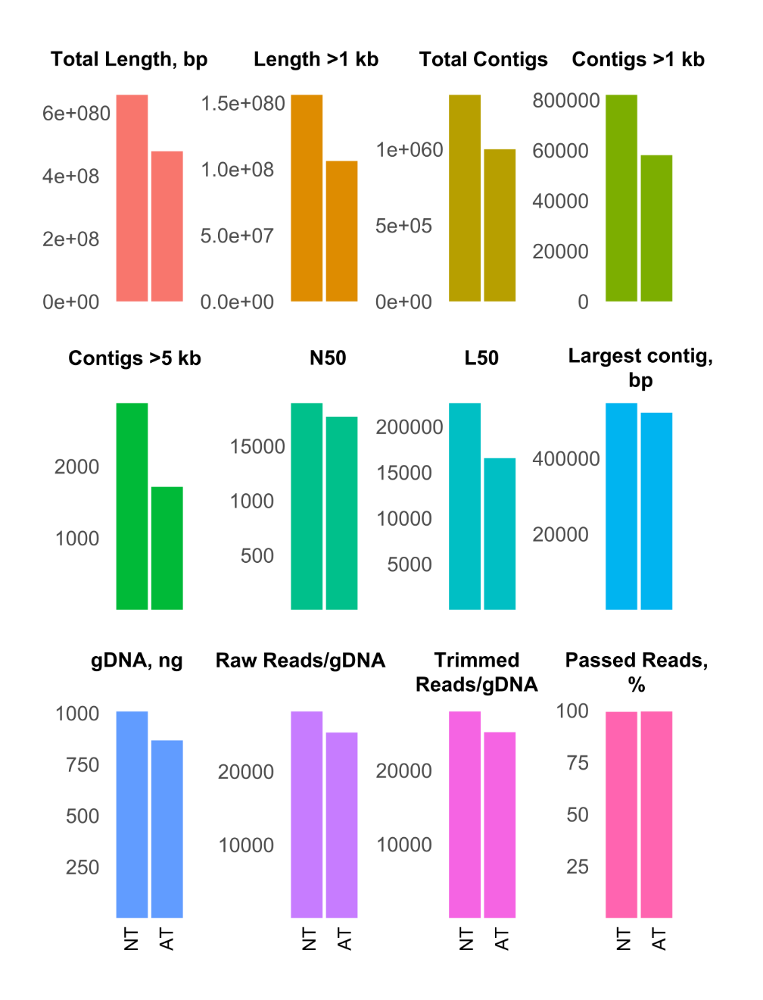 Total Length, bp
Length >1 kb
Total Contigs
Contigs >1 kb
6e+080
4e+08
2e+08
0e+00
1.5e+080
1.0e+08
5.0e+07
0.0e+00
1e+060
5e+05
0e+00
800000
60000
40000
20000
0
Contigs >5 kb
N50
L50
Largest contig,
bp
2000
1000
15000
1000
500
200000
15000
10000
5000
400000
20000
gDNA, ng
Raw Reads/gDNA
Trimmed
Reads/gDNA
Passed Reads,
%
1000
750
500
250
20000
10000
20000
10000
100
75
50
25
NT
AT
NT
AT
NT
AT
NT
AT